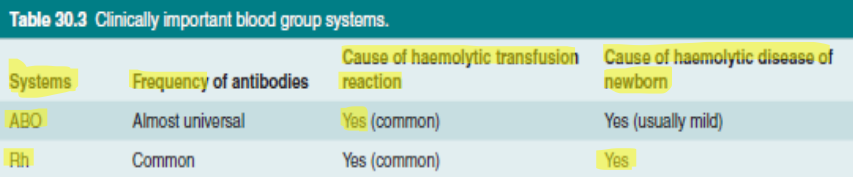 Table 30.3 Clinically important blood group systems.
Systems Frequency of antibodies Cause of haemolytic transfusion reaction Cause of haemolytic disease of newborn
ABO Almost universal Yes (common) Yes (usually mild)
Rh Common Yes (common) Yes